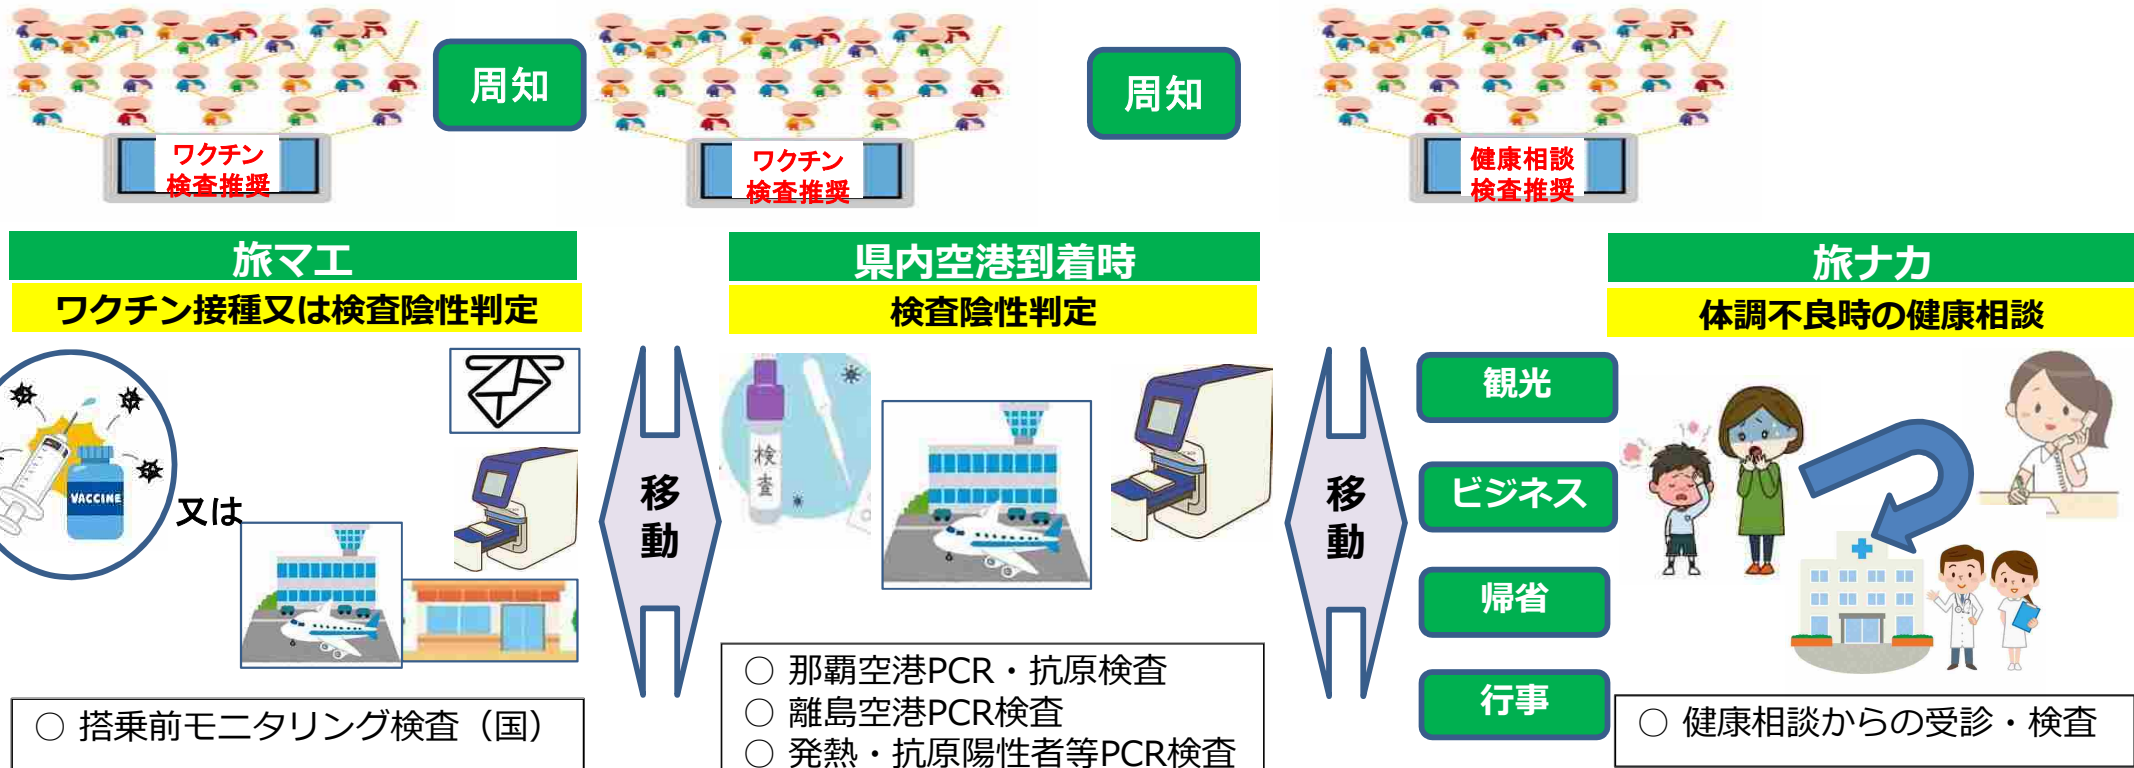 周知
周知
ワクチン
検査推奨
ワクチン
検査推奨
健康相談
検査推奨
旅マエ
ワクチン接種又は検査陰性判定
VACCINE
又は
○ 搭乗前モニタリング検査（国）
移
動
県内空港到着時
検査陰性判定
検
査
○ 那覇空港PCR・抗原検査
○ 離島空港PCR検査
○ 発熱・抗原陽性者等PCR検査
移
動
観光
ビジネス
帰省
行事
旅ナカ
体調不良時の健康相談
○ 健康相談からの受診・検査